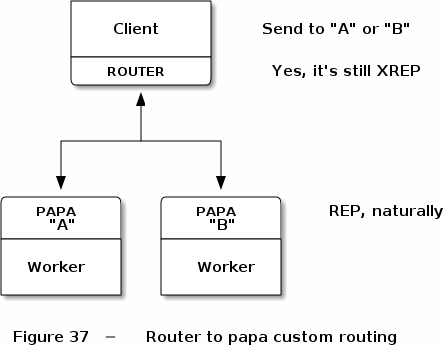 Client
Send to "A" or "B"
ROUTER
Yes, it's still XREP
PAPA
"A"
PAPA
"B"
REP, naturally
Worker
Worker
Figure 37 – Router to papa custom routing